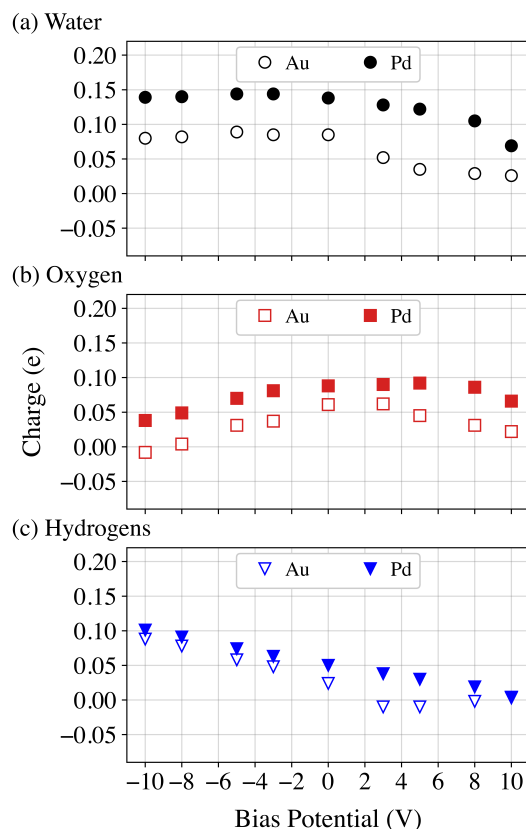 (a) Water
0.20
0.15
0.10
0.05
0.00
−0.05
Au Pd
(b) Oxygen
0.20
0.15
0.10
0.05
0.00
−0.05
Au Pd
Charge (e)
(c) Hydrogens
0.20
0.15
0.10
0.05
0.00
−0.05
Au Pd
−10 −8 −6 −4 −2 0 2 4 6 8 10
Bias Potential (V)